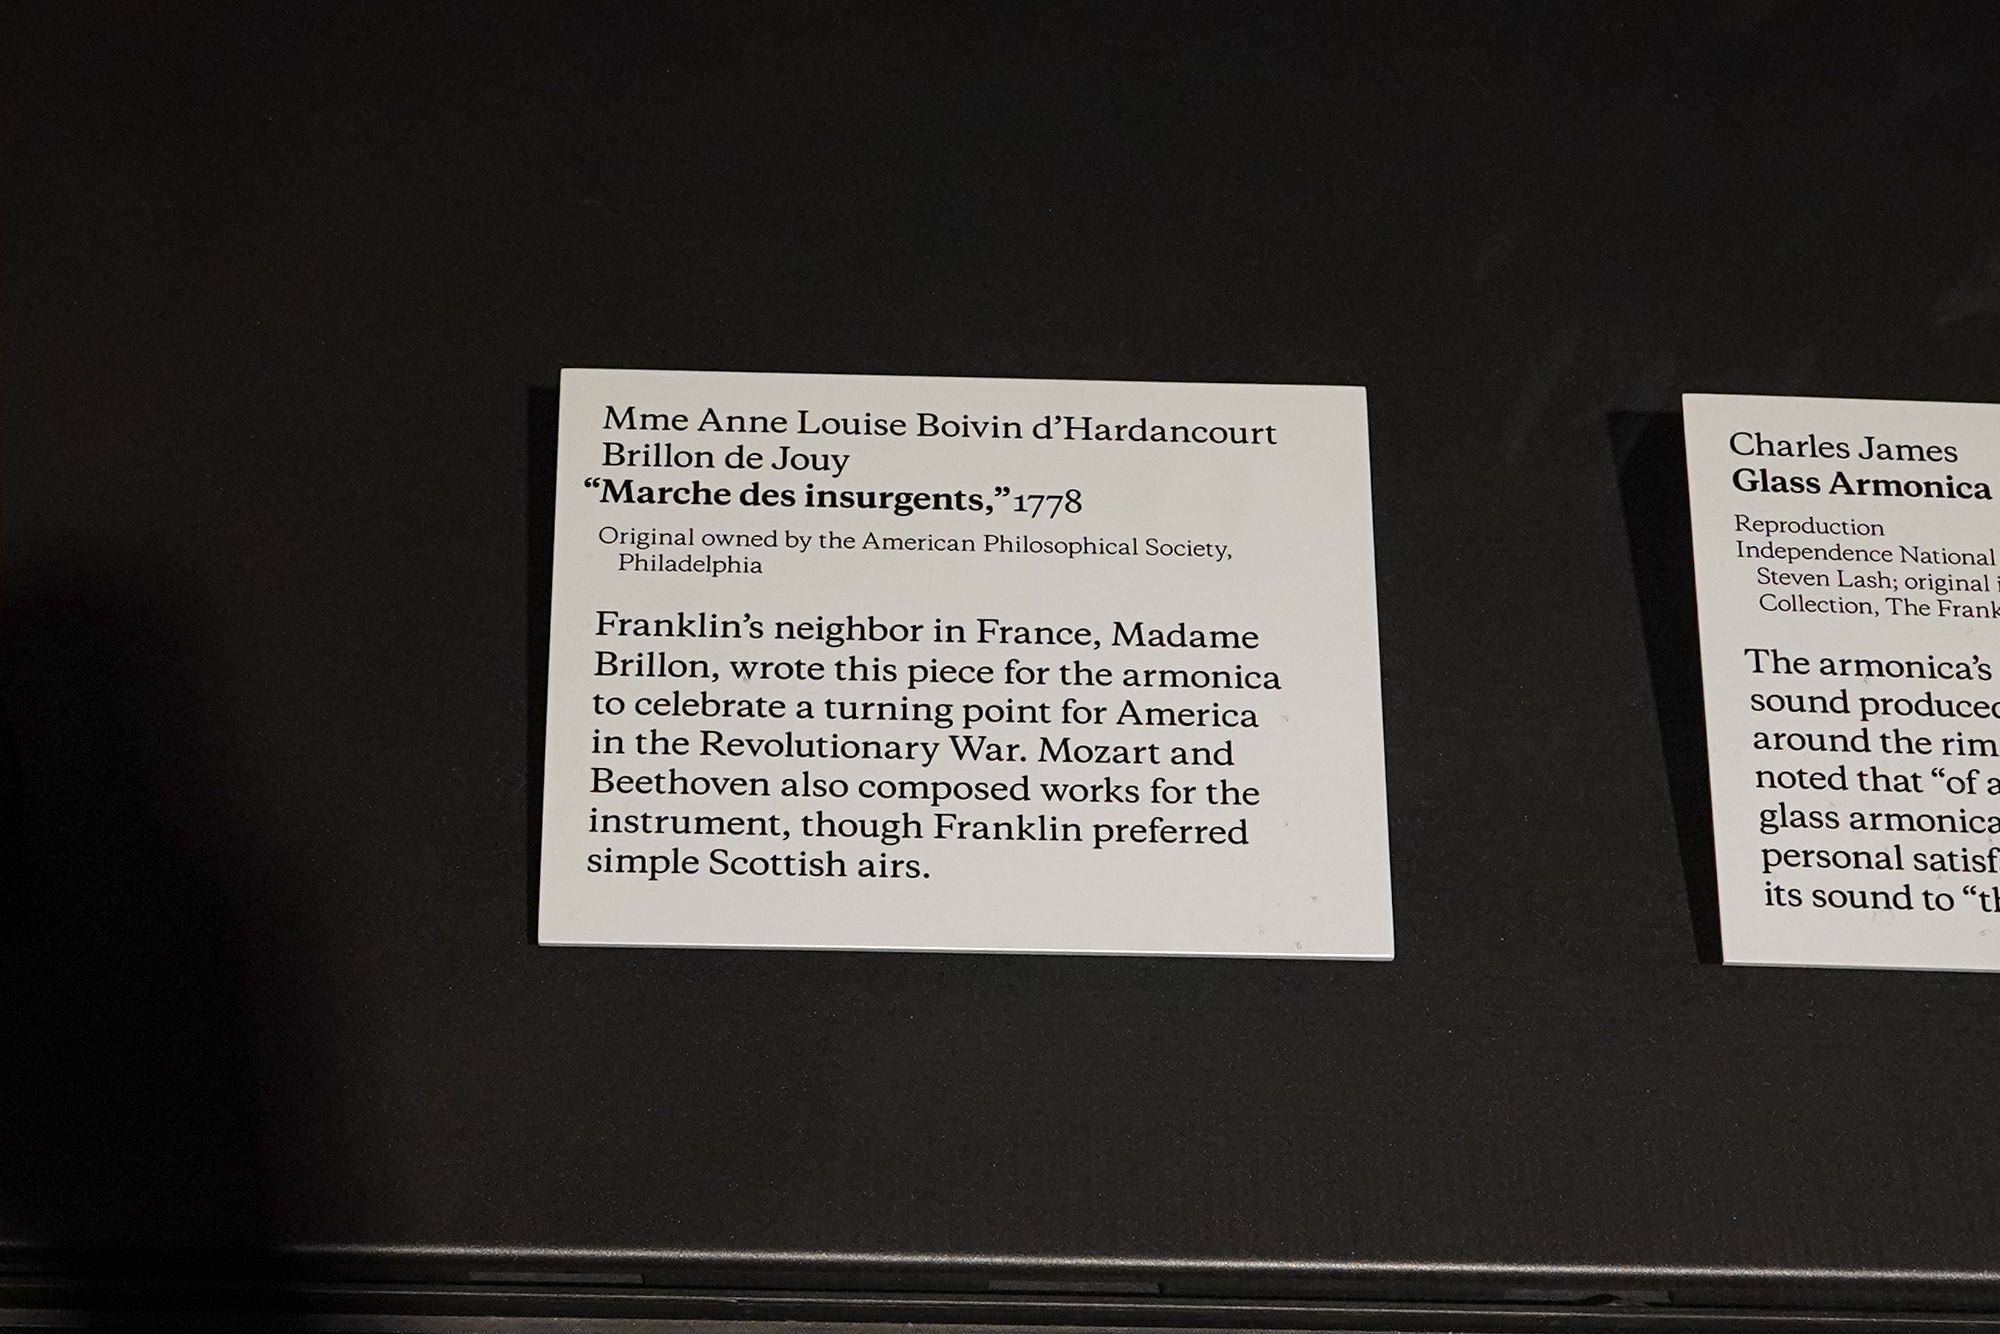 Mme Anne Louise Boivin d’Hardancourt
Brillon de Jouy
“Marche des insurgents,” 1778
Original owned by the American Philosophical Society,
Philadelphia
Franklin’s neighbor in France, Madame
Brillon, wrote this piece for the armonica
to celebrate a turning point for America
in the Revolutionary War. Mozart and
Beethoven also composed works for the
instrument, though Franklin preferred
simple Scottish airs.
Charles James
Glass Armonica
Reproduction
Independence National
Steven Lash; original
Collection, The
The armonica’s
sound
around the rim
noted that “of
glass armonica
personal
its sound to